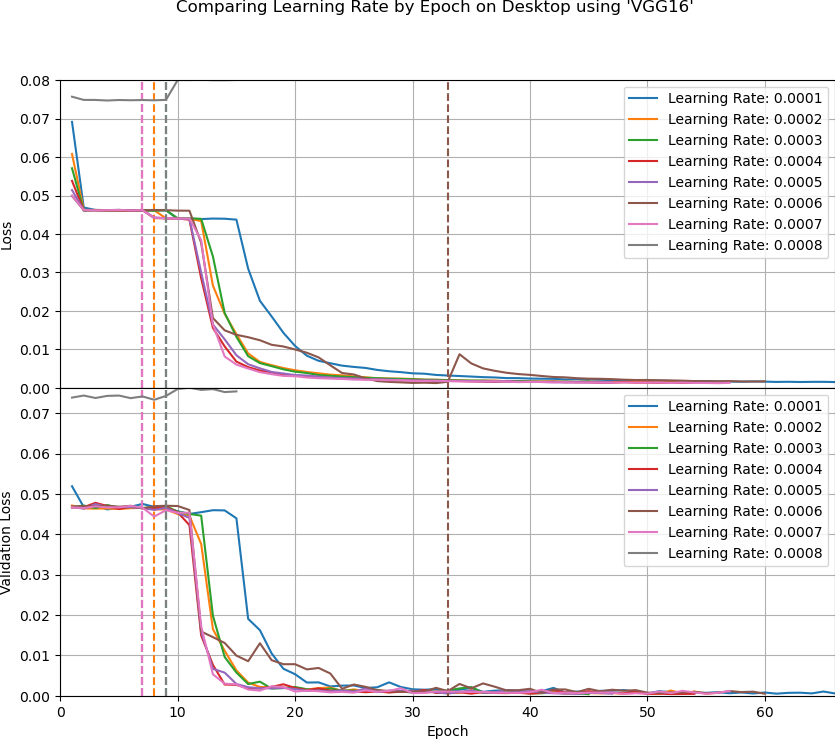 Comparing Learning Rate by Epoch on Desktop using 'VGG16'
0.08
0.07
0.06
0.05
0.04
0.03
0.02
0.01
0.00
Loss
Learning Rate: 0.0001
Learning Rate: 0.0002
Learning Rate: 0.0003
Learning Rate: 0.0004
Learning Rate: 0.0005
Learning Rate: 0.0006
Learning Rate: 0.0007
Learning Rate: 0.0008
0.07
0.06
0.05
0.04
0.03
0.02
0.01
0.00
Validation Loss
Learning Rate: 0.0001
Learning Rate: 0.0002
Learning Rate: 0.0003
Learning Rate: 0.0004
Learning Rate: 0.0005
Learning Rate: 0.0006
Learning Rate: 0.0007
Learning Rate: 0.0008
0 10 20 30 40 50 60
Epoch